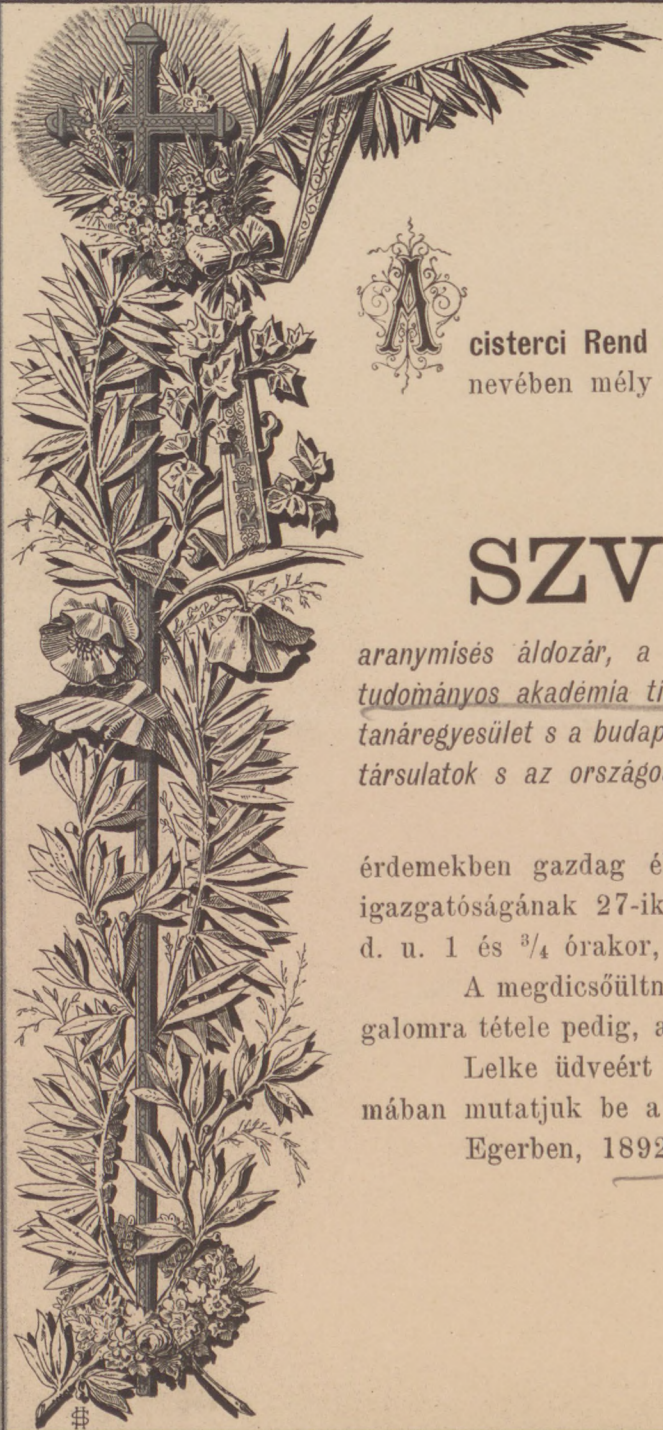 A
cisterci Rend
nevében mély
SZV
aranymisés áldozár, a
tudományos akadémia ti
tanáregyesület s a budap
társulatok s az országo
érdemekben gazdag é
igazgatóságának 27-ik
d. u. 1 és 3/4 órakor,
A megdicsőültn
galomra tétele pedig, a
Lelke üdveért
mában mutatjuk be a
Egerben, 1892